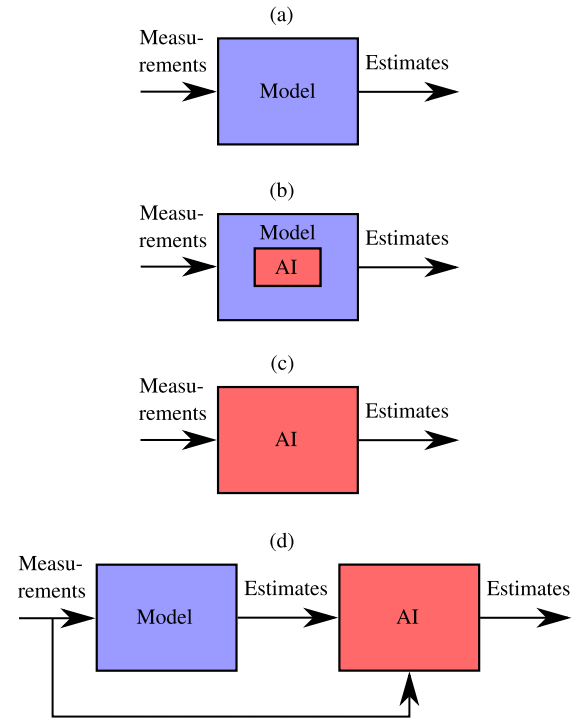 (a)
Measu-
rements
Model
Estimates
(b)
Measu-
rements
Model
AI
Estimates
(c)
Measu-
rements
AI
Estimates
(d)
Measu-
rements
Model
Estimates
AI
Estimates